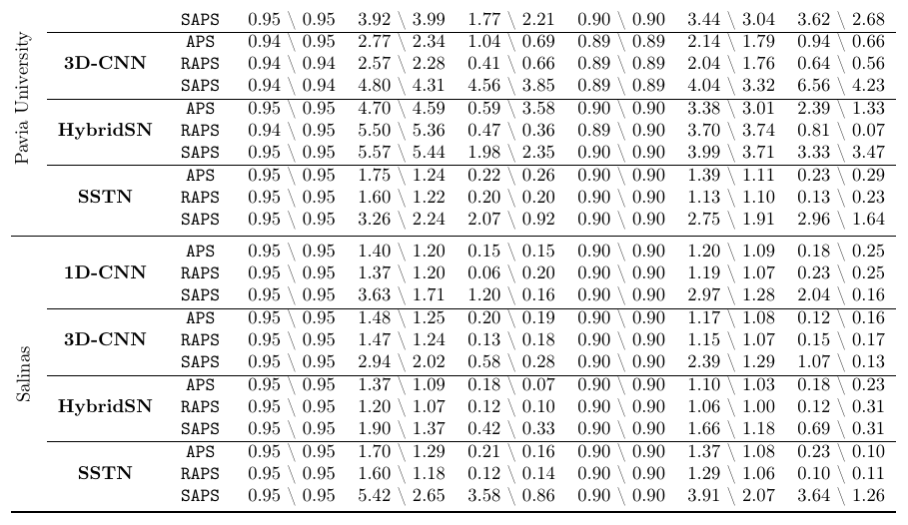 SAPS 0.95 \ 0.95 3.92 \ 3.99 1.77 \ 2.21 0.90 \ 0.90 3.44 \ 3.04 3.62 \ 2.68
Pavia University
3D-CNN
APS 0.94 \ 0.95 2.77 \ 2.34 1.04 \ 0.69 0.89 \ 0.89 2.14 \ 1.79 0.94 \ 0.66
RAPS 0.94 \ 0.95 2.57 \ 2.28 0.41 \ 0.66 0.89 \ 0.89 2.04 \ 1.76 0.64 \ 0.56
SAPS 0.94 \ 0.94 4.80 \ 4.31 4.56 \ 3.85 0.89 \ 0.89 4.04 \ 3.32 6.56 \ 4.23
HybridSN
APS 0.95 \ 0.95 4.70 \ 4.59 0.59 \ 3.58 0.90 \ 0.90 3.38 \ 3.01 2.39 \ 1.33
RAPS 0.94 \ 0.95 5.50 \ 5.36 0.47 \ 0.36 0.89 \ 0.90 3.70 \ 3.74 0.81 \ 0.07
SAPS 0.95 \ 0.95 5.57 \ 5.44 1.98 \ 2.35 0.90 \ 0.90 3.99 \ 3.71 3.33 \ 3.47
SSTN
APS 0.95 \ 0.95 1.75 \ 1.24 0.22 \ 0.26 0.90 \ 0.90 1.39 \ 1.11 0.23 \ 0.29
RAPS 0.95 \ 0.95 1.60 \ 1.22 0.20 \ 0.20 0.90 \ 0.90 1.13 \ 1.10 0.13 \ 0.23
SAPS 0.95 \ 0.95 3.26 \ 2.24 2.07 \ 0.92 0.90 \ 0.90 2.75 \ 1.91 2.96 \ 1.64
Salinas
1D-CNN
APS 0.95 \ 0.95 1.40 \ 1.20 0.15 \ 0.15 0.90 \ 0.90 1.20 \ 1.09 0.18 \ 0.25
RAPS 0.95 \ 0.95 1.37 \ 1.20 0.06 \ 0.20 0.90 \ 0.90 1.19 \ 1.07 0.23 \ 0.25
SAPS 0.95 \ 0.95 3.63 \ 1.71 1.20 \ 0.16 0.90 \ 0.90 2.97 \ 1.28 2.04 \ 0.16
3D-CNN
APS 0.95 \ 0.95 1.48 \ 1.25 0.20 \ 0.19 0.90 \ 0.90 1.17 \ 1.08 0.12 \ 0.16
RAPS 0.95 \ 0.95 1.47 \ 1.24 0.13 \ 0.18 0.90 \ 0.90 1.15 \ 1.07 0.15 \ 0.17
SAPS 0.95 \ 0.95 2.94 \ 2.02 0.58 \ 0.28 0.90 \ 0.90 2.39 \ 1.29 1.07 \ 0.13
HybridSN
APS 0.95 \ 0.95 1.37 \ 1.09 0.18 \ 0.07 0.90 \ 0.90 1.10 \ 1.03 0.18 \ 0.23
RAPS 0.95 \ 0.95 1.20 \ 1.07 0.12 \ 0.10 0.90 \ 0.90 1.06 \ 1.00 0.12 \ 0.31
SAPS 0.95 \ 0.95 1.90 \ 1.37 0.42 \ 0.33 0.90 \ 0.90 1.66 \ 1.18 0.69 \ 0.31
SSTN
APS 0.95 \ 0.95 1.70 \ 1.29 0.21 \ 0.16 0.90 \ 0.90 1.37 \ 1.08 0.23 \ 0.10
RAPS 0.95 \ 0.95 1.60 \ 1.18 0.12 \ 0.14 0.90 \ 0.90 1.29 \ 1.06 0.10 \ 0.11
SAPS 0.95 \ 0.95 5.42 \ 2.65 3.58 \ 0.86 0.90 \ 0.90 3.91 \ 2.07 3.64 \ 1.26